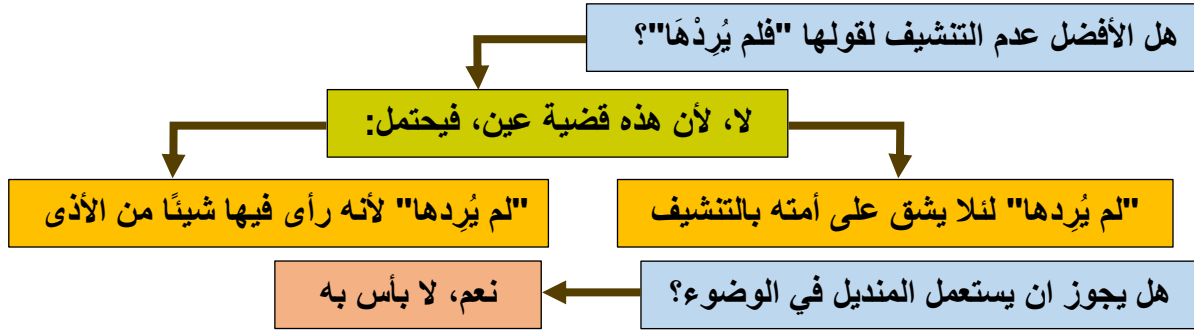 هل الأفضل عدم التنشيف لقولها "فلم يُرِدْهَا"؟
لا، لأن هذه قضية عين، فيحتمل:
"لم يُرِدها" لئلا يشق على أمته بالتنشيف
"لم يُرِدها" لأنه رأى فيها شيئًا من الأذى
هل يجوز ان يستعمل المنديل في الوضوء؟
نعم، لا بأس به